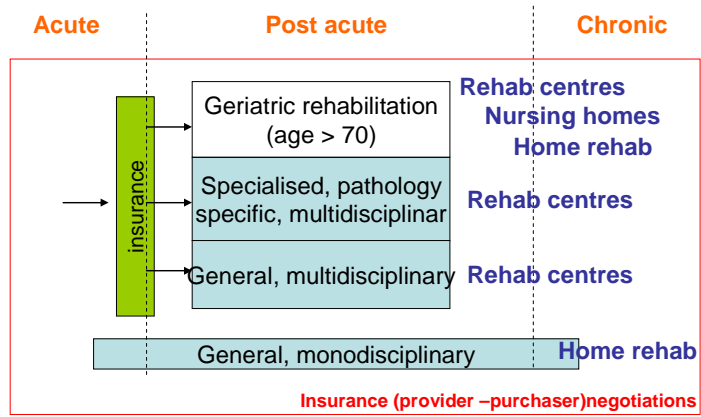 Acute
Post acute
Chronic
Rehab centres
Nursing homes
Home rehab
Geriatric rehabilitation
(age > 70)
insurance
Specialised, pathology
specific, multidisciplinar
Rehab centres
General, multidisciplinary
Rehab centres
General, monodisciplinary
Home rehab
Insurance (provider –purchaser)negotiations